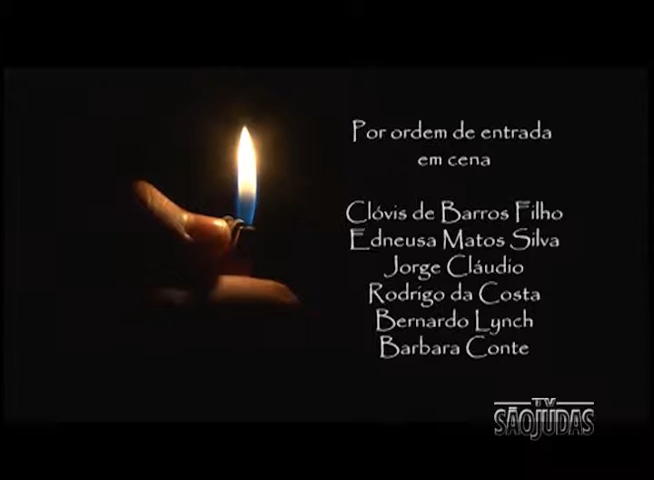 Por ordem de entrada
em cena
Clóvis de Barros Filho
Edneusa Matos Silva
Jorge Cláudio
Rodrigo da Costa
Bernardo Lynch
Barbara Conte
TV
SÃOJUDAS